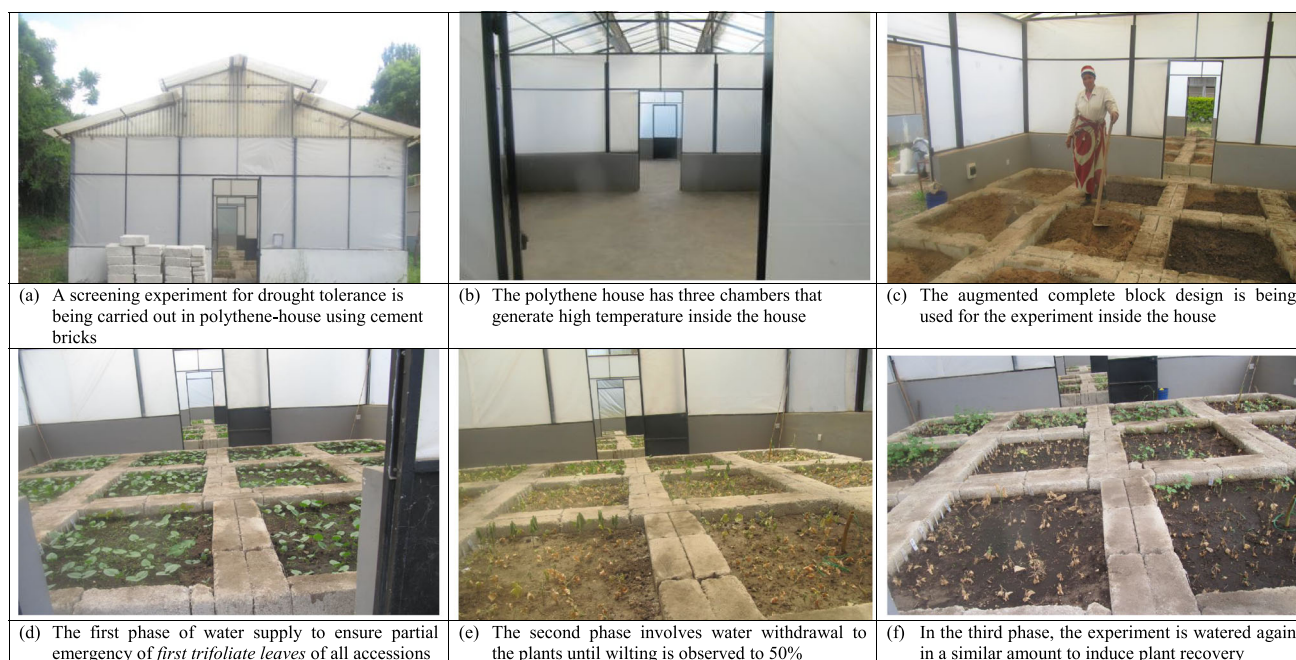 (a) A screening experiment for drought tolerance is
being carried out in polythene-house using cement
bricks
(b) The polythene house has three chambers that
generate high temperature inside the house
(c) The augmented complete block design is being
used for the experiment inside the house
(d) The first phase of water supply to ensure partial
emergency of first trifoliate leaves of all accessions
(e) The second phase involves water withdrawal to
the plants until wilting is observed to 50%
(f) In the third phase, the experiment is watered again
in a similar amount to induce plant recovery